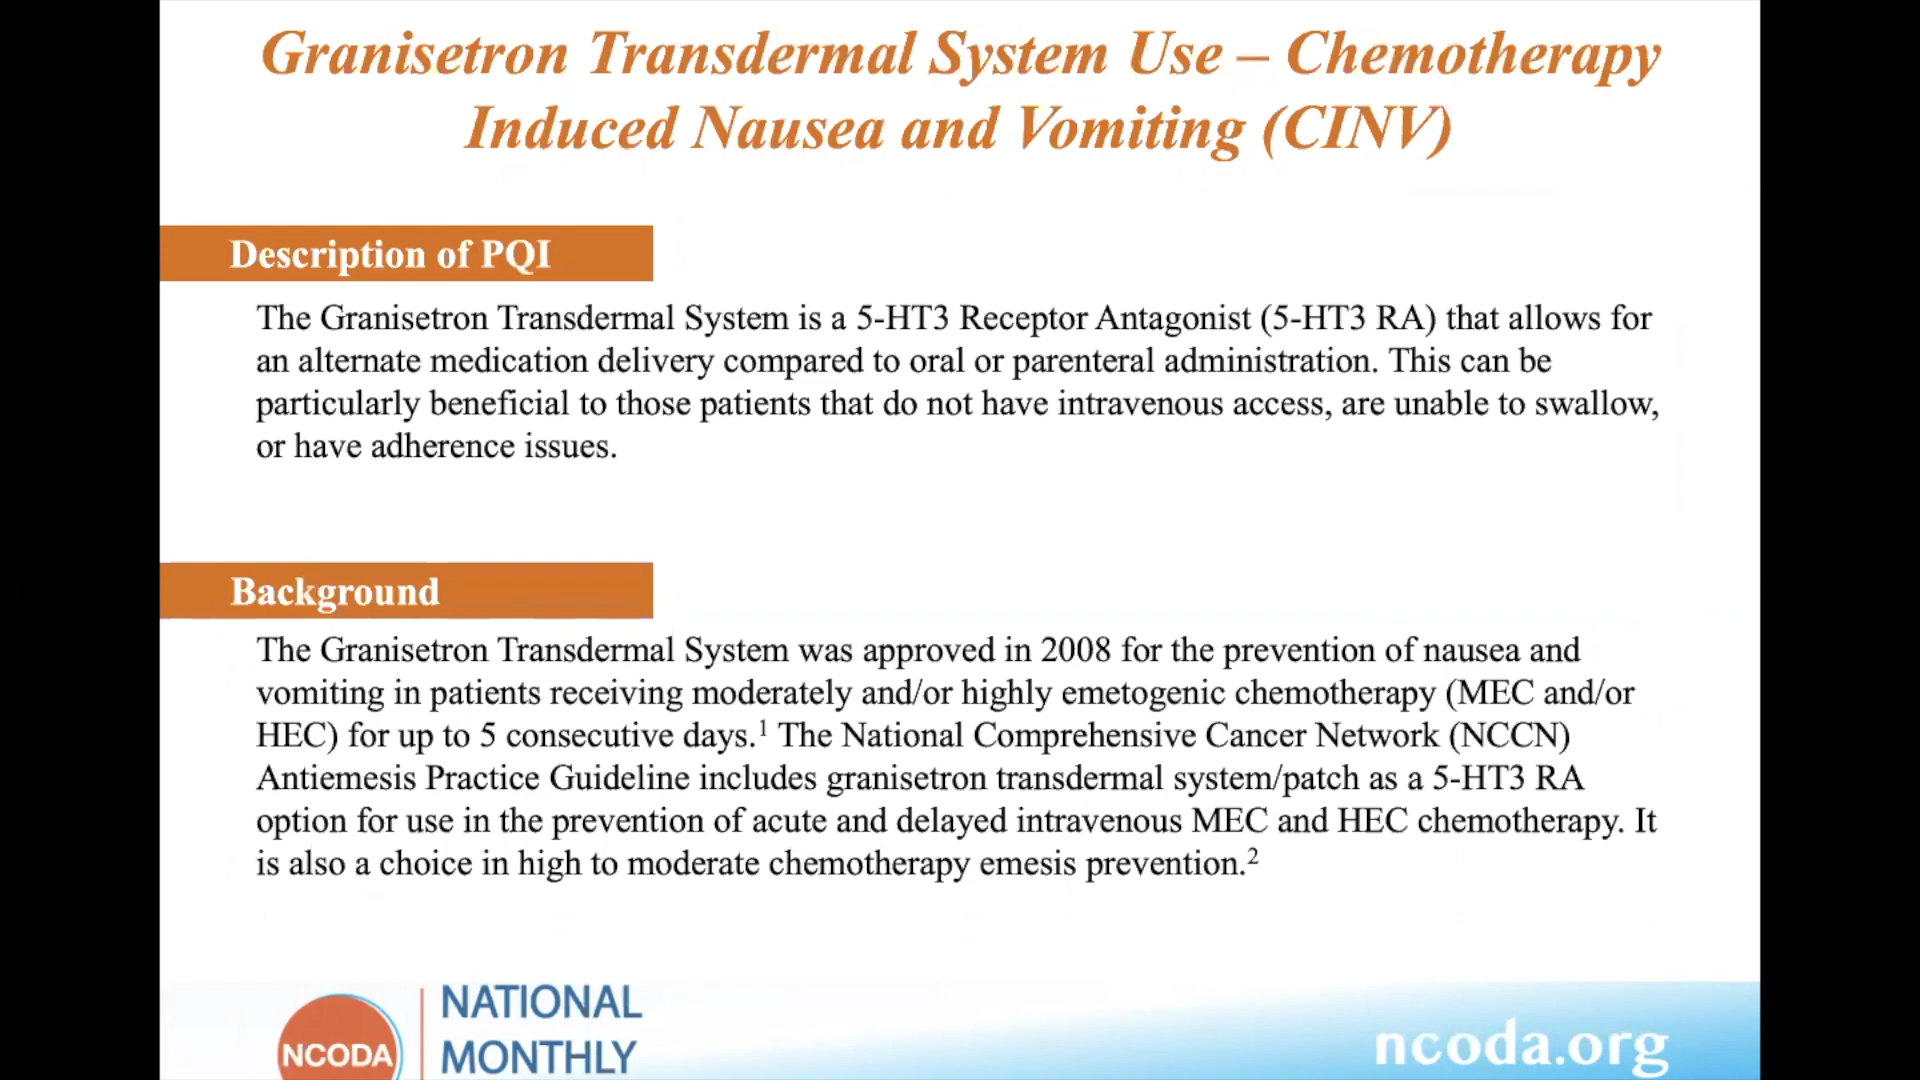 Granisetron Transdermal System Use – Chemotherapy
Induced Nausea and Vomiting (CINV)
Description of PQI
The Granisetron Transdermal System is a 5-HT3 Receptor Antagonist (5-HT3 RA) that allows for
an alternate medication delivery compared to oral or parenteral administration. This can be
particularly beneficial to those patients that do not have intravenous access, are unable to swallow,
or have adherence issues.
Background
The Granisetron Transdermal System was approved in 2008 for the prevention of nausea and
vomiting in patients receiving moderately and/or highly emetogenic chemotherapy (MEC and/or
HEC) for up to 5 consecutive days.¹ The National Comprehensive Cancer Network (NCCN)
Antiemesis Practice Guideline includes granisetron transdermal system/patch as a 5-HT3 RA
option for use in the prevention of acute and delayed intravenous MEC and HEC chemotherapy. It
is also a choice in high to moderate chemotherapy emesis prevention.²
NCODA
NATIONAL
MONTHLY
ncoda.org